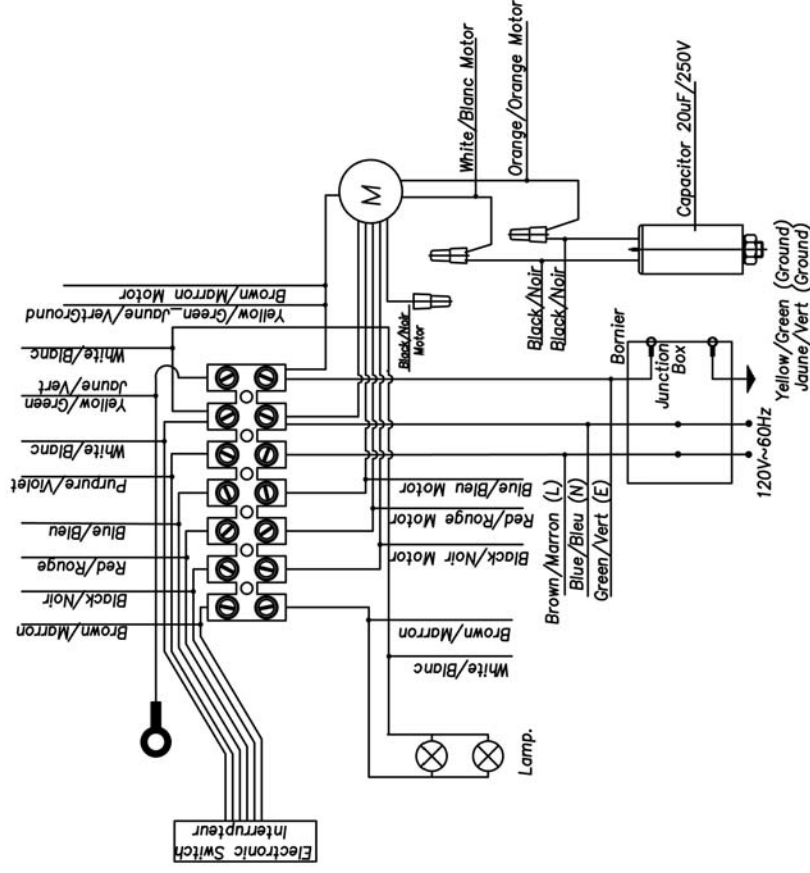 White/Blanc Motor
Orange/Orange Motor
M
Capacitor 20uF/250V
Black/Noir
Black/Noir
Brown/Marron Motor
Yellow/Green_Jaune/VertGround
Black/Noir
Motor
White/Blanc
Jaune/Vert
Yellow/Green
White/Blanc
Purpure/Violet
Blue/Bleu
Red/Rouge
Black/Noir
Brown/Marron
Bornier
Junction
Box
Yellow/Green (Ground)
Jaune/Vert (Ground)
120V~60Hz
Blue/Bleu Motor
Red/Rouge Motor
Black/Noir Motor
Brown/Marron (L)
Blue/Bleu (N)
Green/Vert (E)
Brown/Marron
White/Blanc
Lamp.
Electronic Switch
Interrupteur